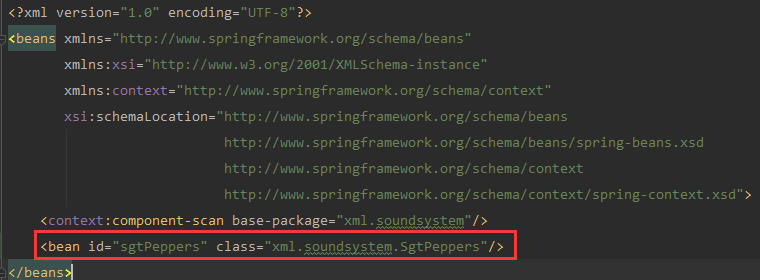 <?xml version="1.0" encoding="UTF-8"?>
<beans xmlns="http://www.springframework.org/schema/beans"
xmlns:xsi="http://www.w3.org/2001/XMLSchema-instance"
xmlns:context="http://www.springframework.org/schema/context"
xsi:schemaLocation="http://www.springframework.org/schema/beans
http://www.springframework.org/schema/beans/spring-beans.xsd
http://www.springframework.org/schema/context
http://www.springframework.org/schema/context/spring-context.xsd">
<context:component-scan base-package="xml.soundsystem"/>
<bean id="sgtPeppers" class="xml.soundsystem.SgtPeppers"/>
</beans>